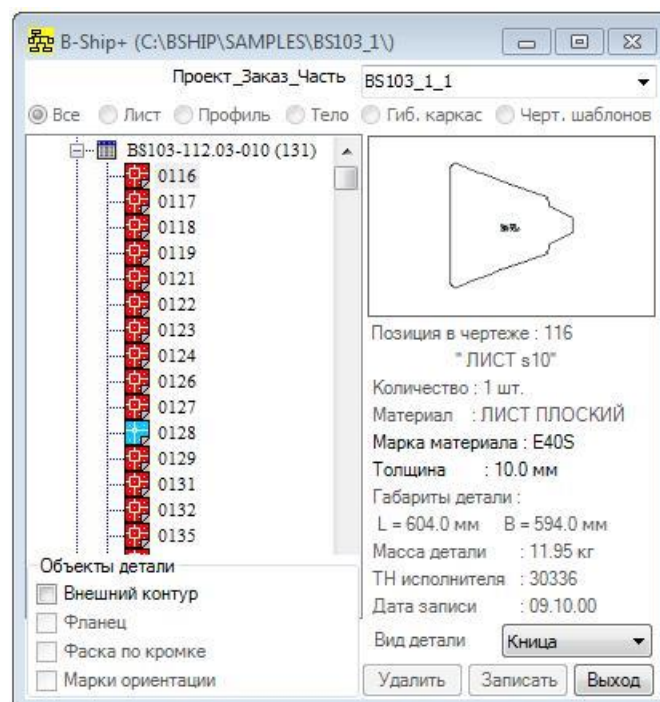 B-Ship+ (C:\BSHIP\SAMPLES\BS103_1\)
Проект_Заказ_Часть BS103_1_1
Все Лист Профиль Тело Гиб. каркас Черт. шаблонов
BS103-112.03-010 (131)
0116
0117
0118
0119
0121
0122
0123
0124
0126
0127
0128
0129
0131
0132
0135
Позиция в чертеже : 116
"ЛИСТ s10"
Количество : 1 шт.
Материал : ЛИСТ ПЛОСКИЙ
Марка материала : E40S
Толщина : 10.0 мм
Габариты детали :
L = 604.0 мм B = 594.0 мм
Масса детали : 11.95 кг
ТН исполнителя : 30336
Дата записи : 09.10.00
Вид детали Кница
Объекты детали
Внешний контур
Фланец
Фаска по кромке
Марки ориентации
Удалить Записать Выход